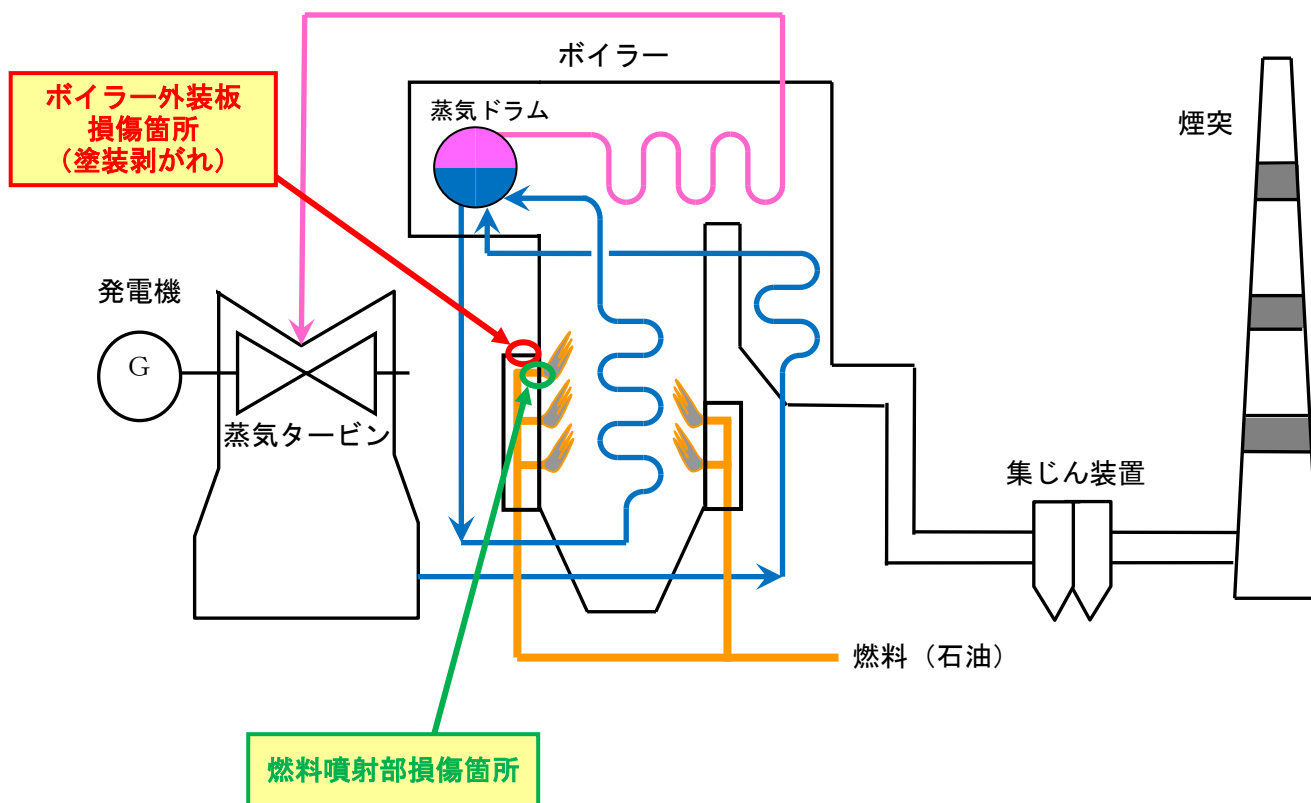 ボイラー
ボイラー外装板
損傷箇所
（塗装剥がれ）
蒸気ドラム
煙突
発電機
G
蒸気タービン
集じん装置
燃料（石油）
燃料噴射部損傷箇所